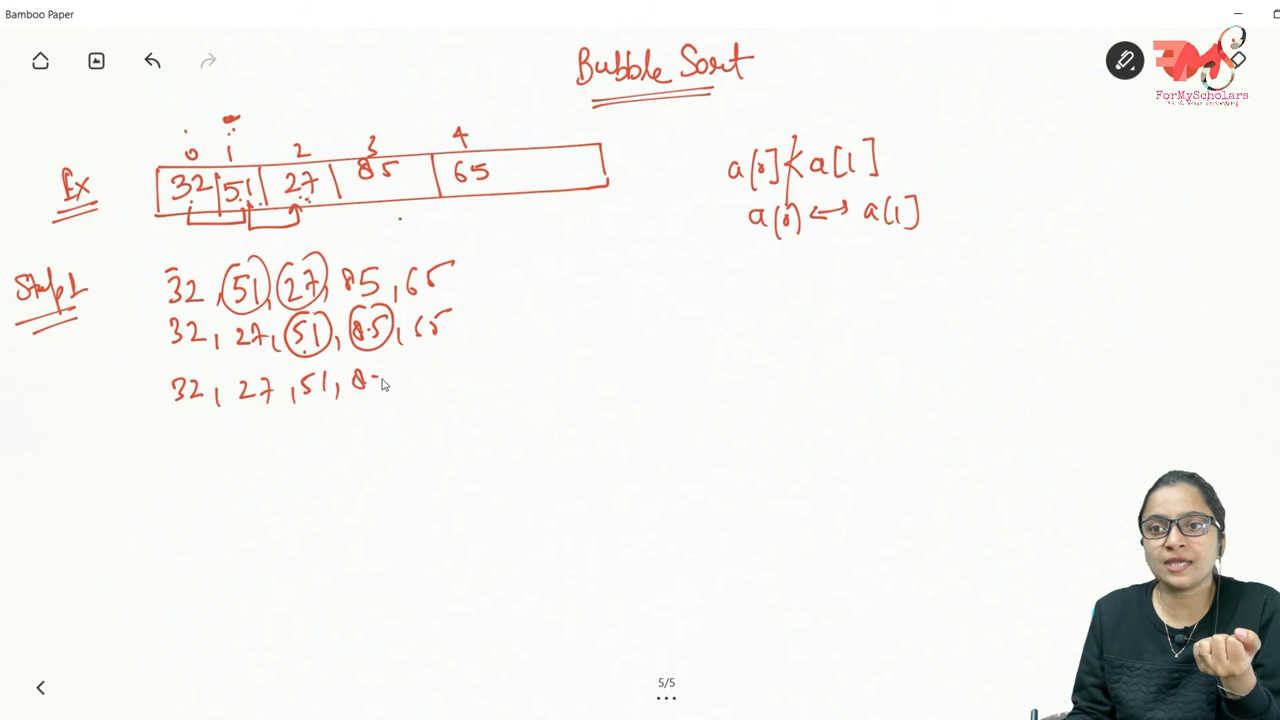 Bamboo Paper
Bubble Sort
FMS
ForMyScholars
0 1 2 3 4
Ex 32 51 27 85 65
a[0] < a[1]
a[0] ↔ a[1]
Step 1 32, 51, 27, 85, 65
32, 27, 51, 85, 65
32, 27, 51, 8
5/5